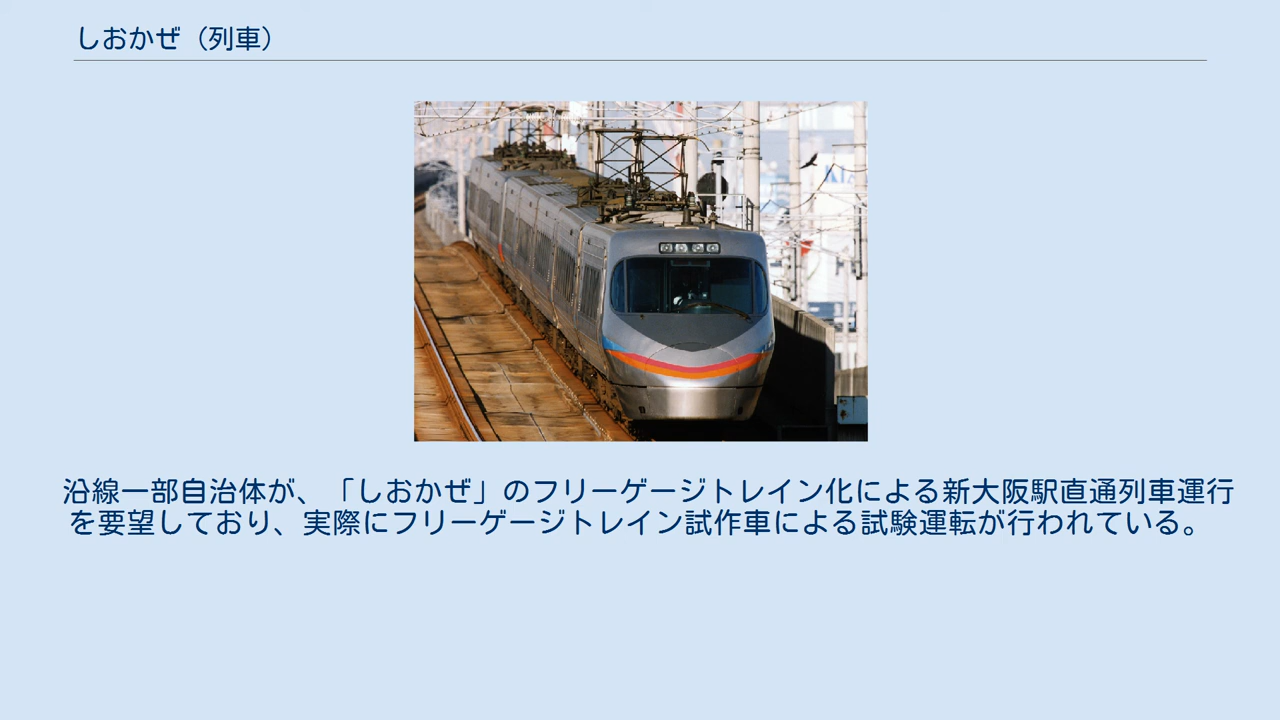 しおかぜ（列車）
沿線一部自治体が、「しおかぜ」のフリーゲージトレイン化による新大阪駅直通列車運行
を要望しており、実際にフリーゲージトレイン試作車による試験運転が行われている。